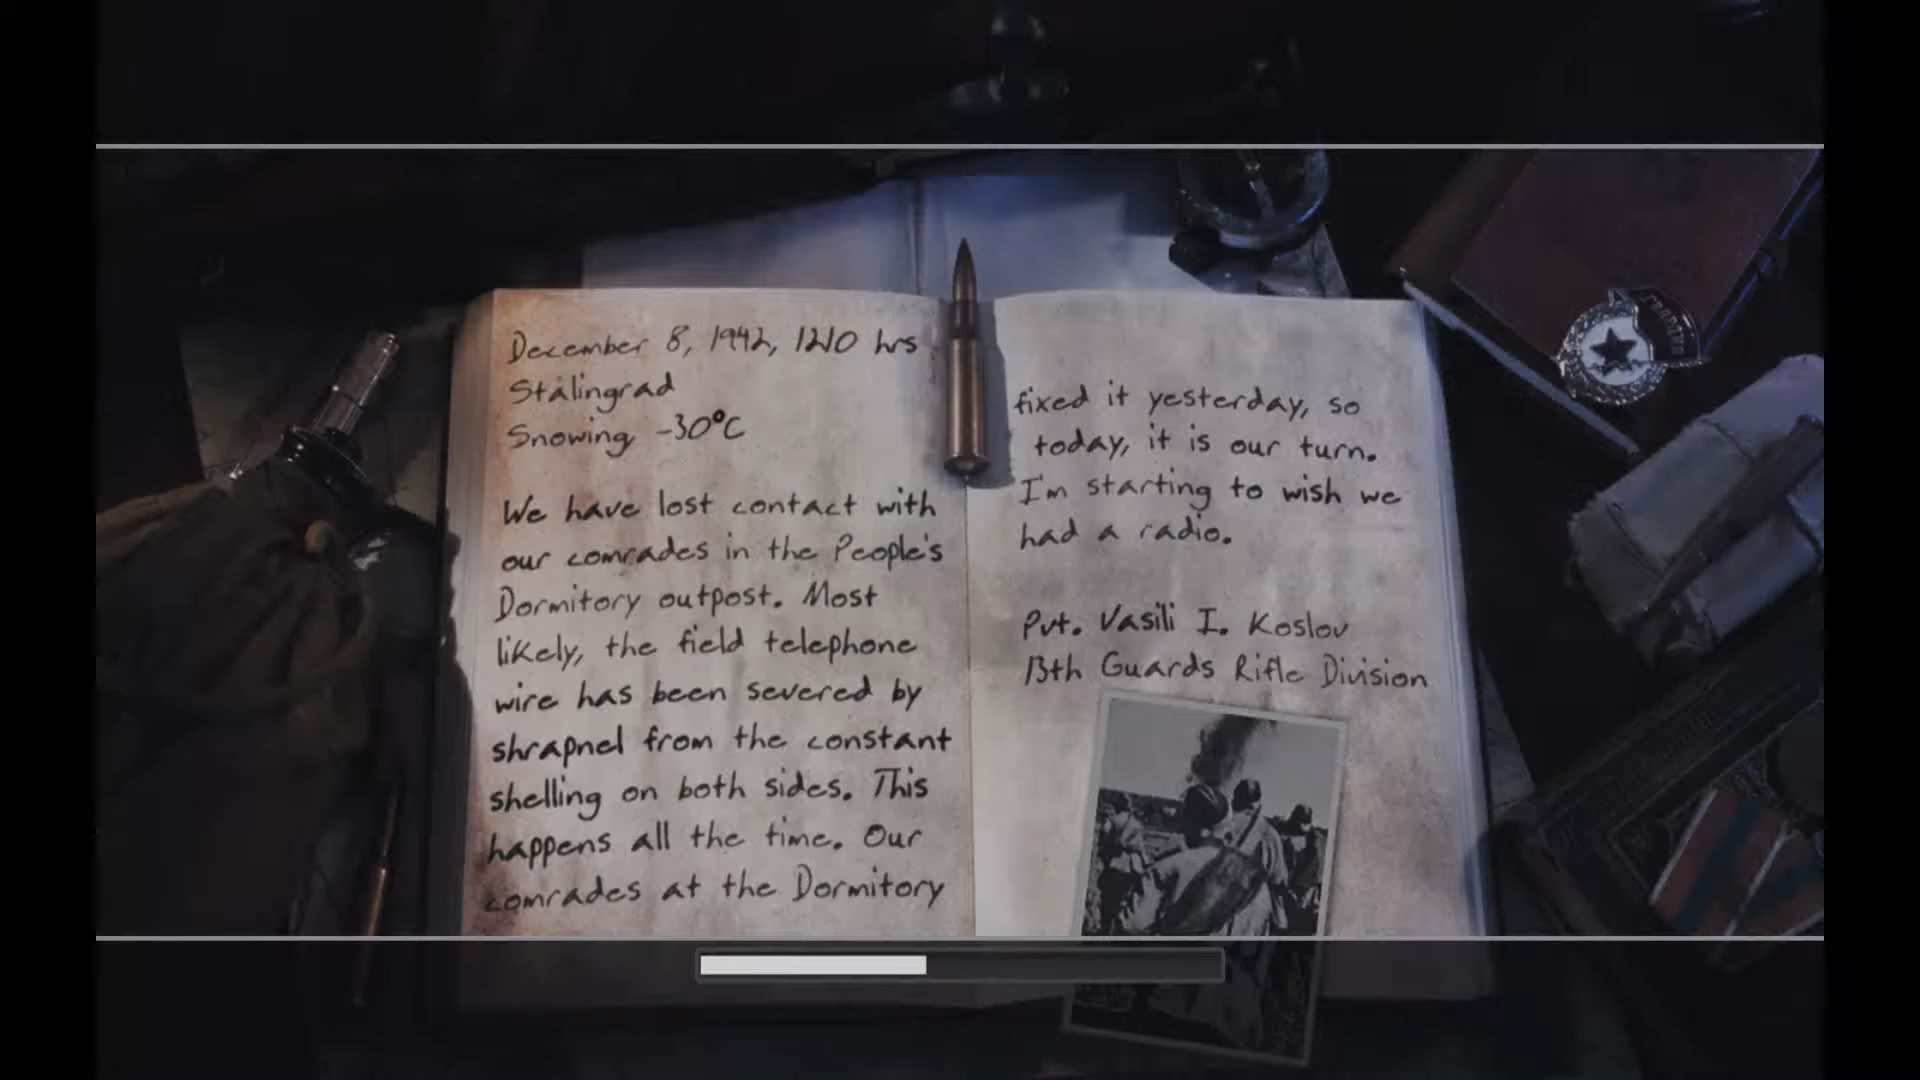 December 8, 1942, 1210 hrs
Stalingrad
Snowing -30°C
We have lost contact with
our comrades in the People's
Dormitory outpost. Most
likely, the field telephone
wire has been severed by
shrapnel from the constant
shelling on both sides. This
happens all the time. Our
comrades at the Dormitory
fixed it yesterday, so
today, it is our turn.
I'm starting to wish we
had a radio.
Pvt. Vasili I. Koslov
13th Guards Rifle Division